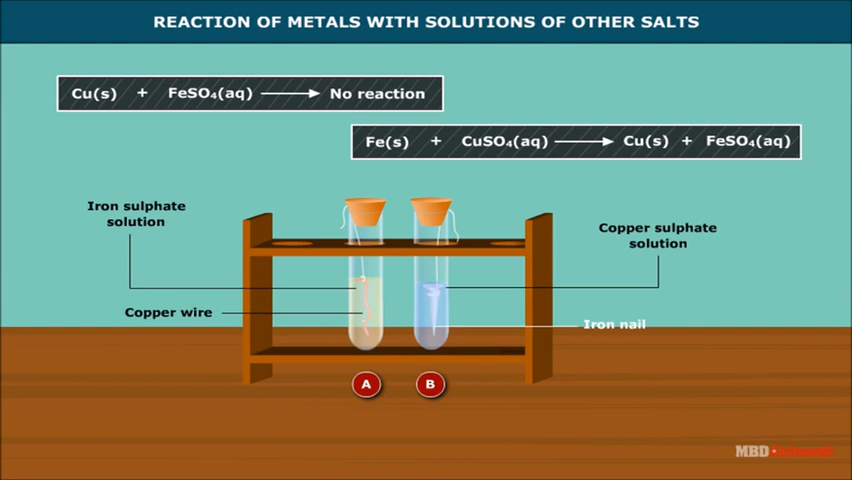 REACTION OF METALS WITH SOLUTIONS OF OTHER SALTS
Cu(s) + FeSO₄(aq) ⟶ No reaction
Fe(s) + CuSO₄(aq) ⟶ Cu(s) + FeSO₄(aq)
Iron sulphate
solution
Copper sulphate
solution
Copper wire
Iron nail
A
B
MBD